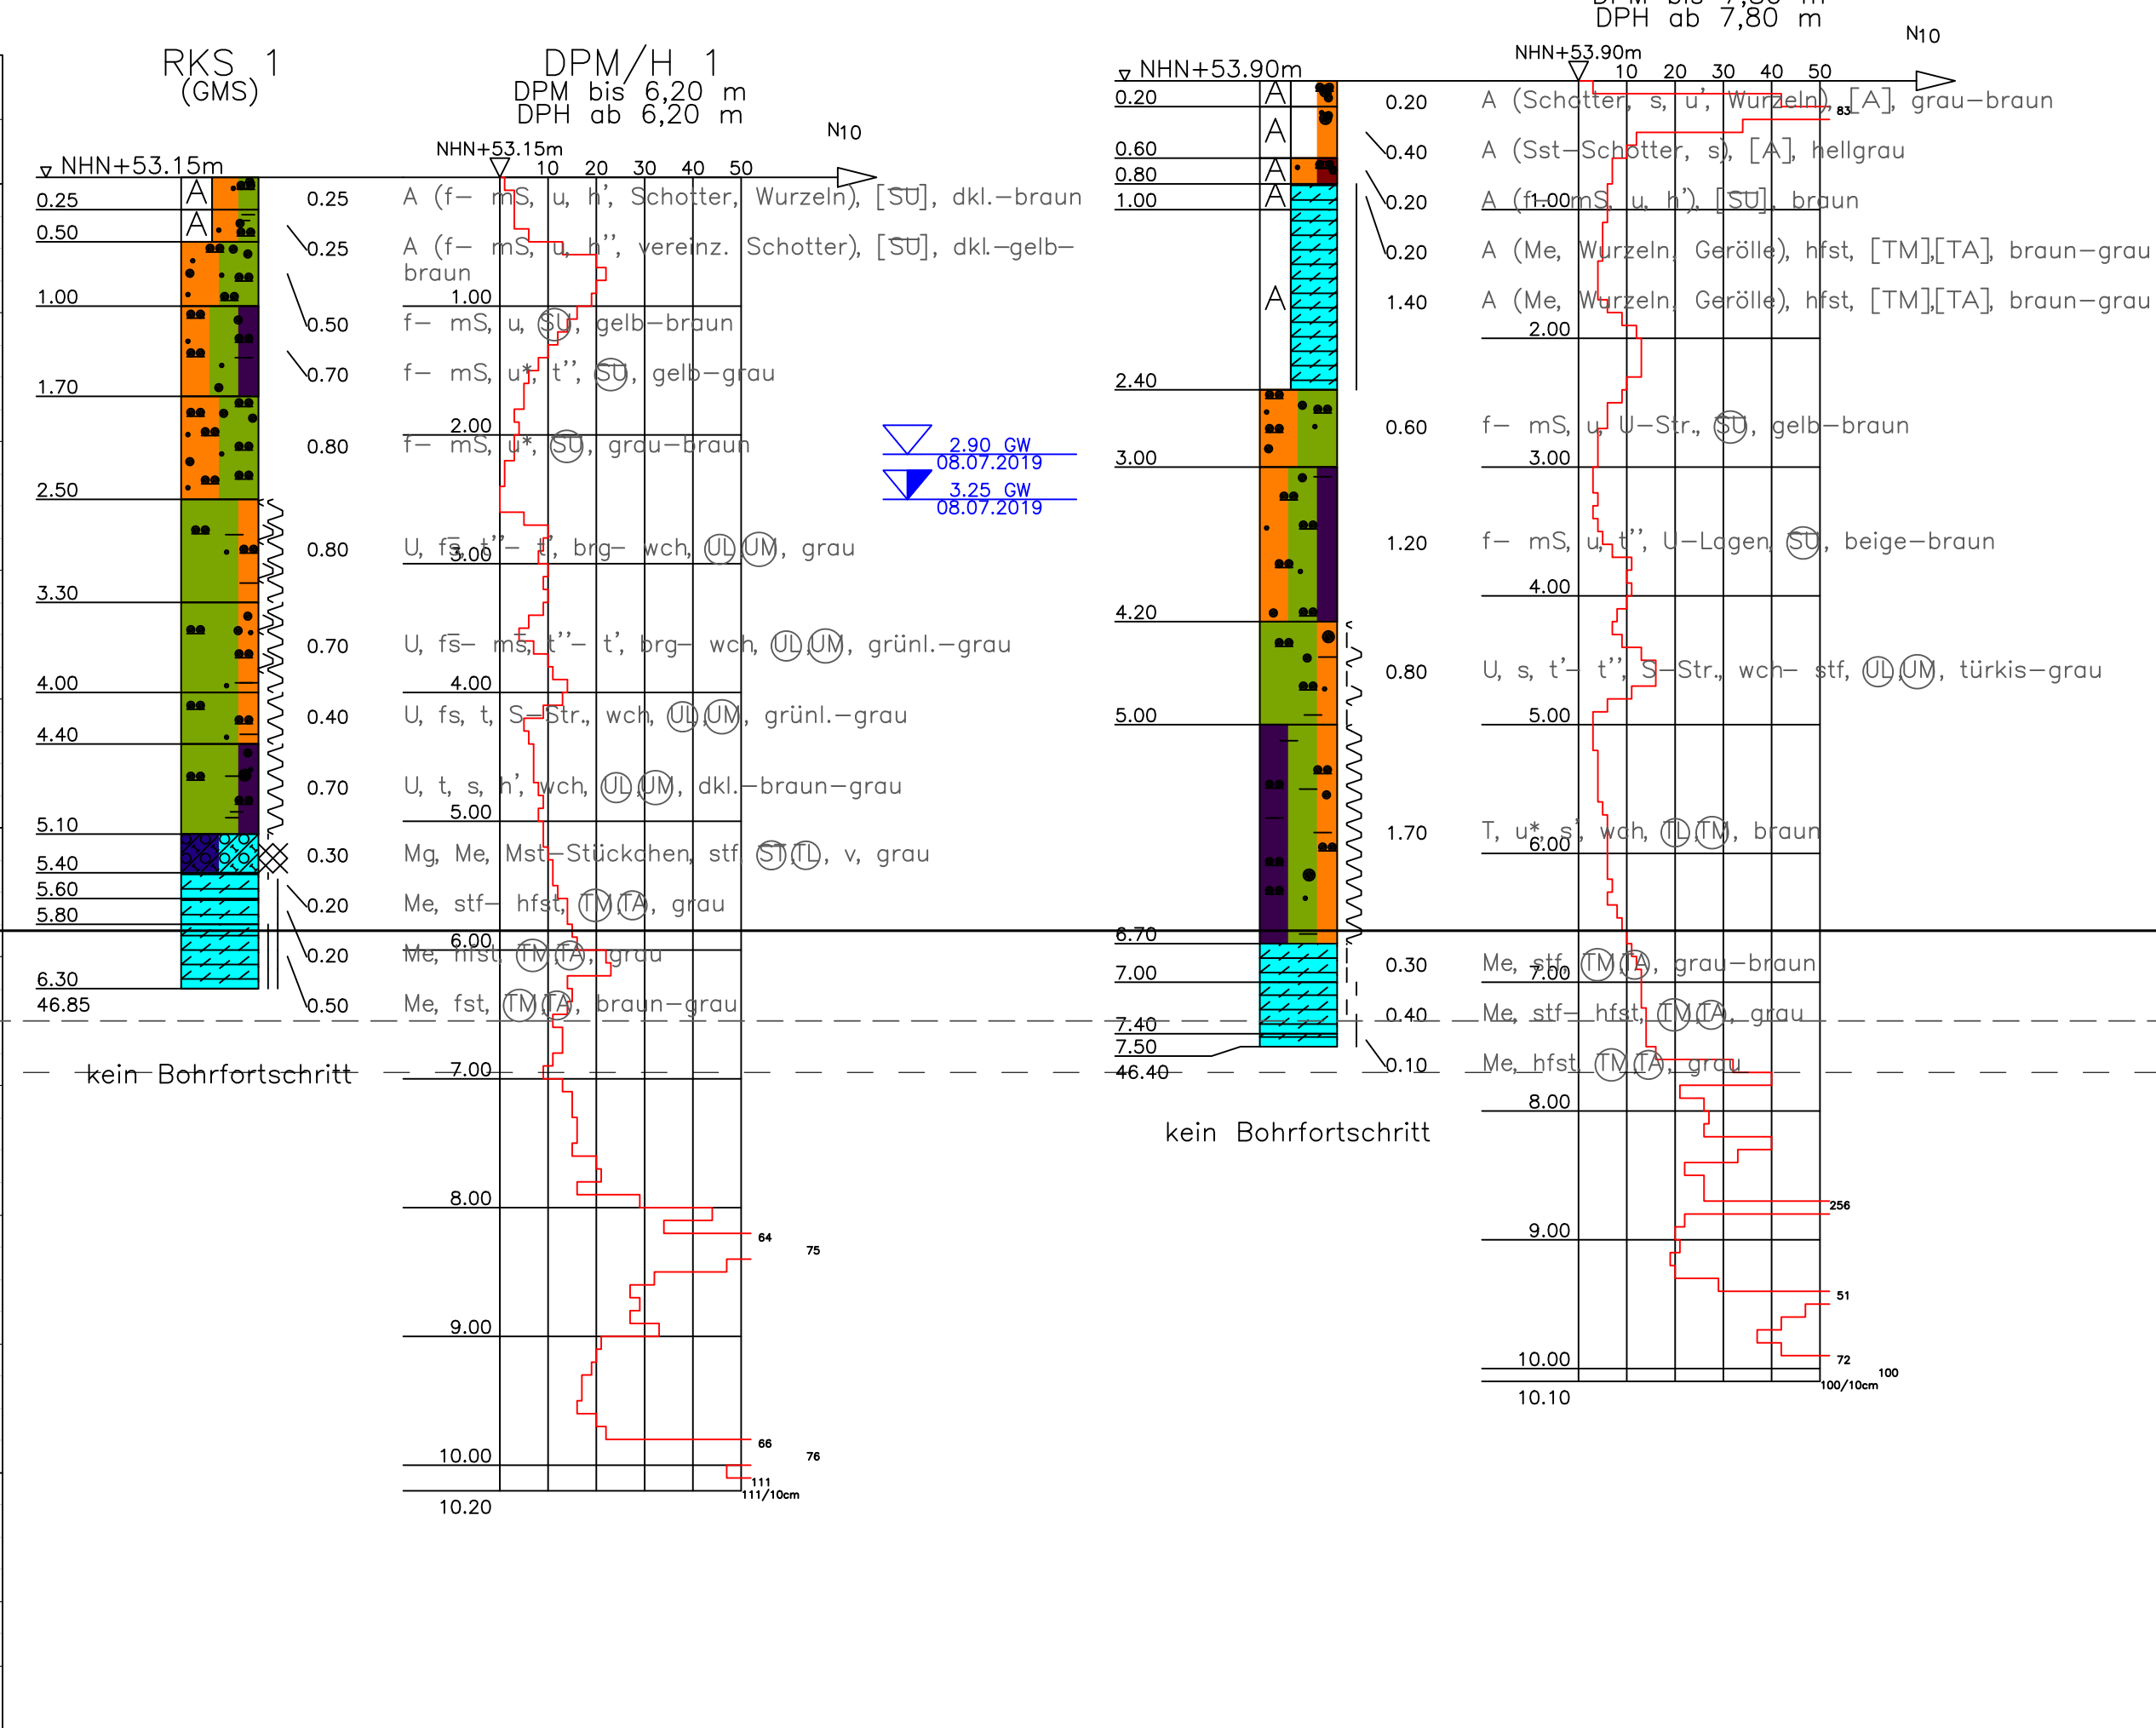 RKS 1
(GMS)
DPM/H 1
DPM bis 6,20 m
DPH ab 6,20 m
N10
NHN+53.15m
NHN+53.15m
10 20 30 40 50
0.25
0.25 A (f- mS, u, h', Schotter, Wurzeln), [S̅U̅], dkl.-braun
0.50
0.25 A (f- mS, u, h'', vereinz. Schotter), [S̅U̅], dkl.-gelb-
braun
1.00
1.00
0.50 f- mS, u, S̅U̅, gelb-braun
0.70 f- mS, u*, t'', S̅U̅, gelb-grau
1.70
2.00
0.80 f- mS, u*, S̅U̅, grau-braun
2.50
2.90 GW
08.07.2019
3.25 GW
08.07.2019
0.80 U, fs̅, t''- t', brg- wch, UL,UM, grau
3.00
3.30
0.70 U, fs̅- ms̅, t''- t', brg- wch, UL,UM, grünl.-grau
4.00
4.00
0.40 U, fs, t, S-Str., wch, UL,UM, grünl.-grau
4.40
0.70 U, t, s, h', wch, UL,UM, dkl.-braun-grau
5.00
5.10
0.30 Mg, Me, Mst-Stückchen, stf, S̅T̅,TL, v, grau
5.40
5.60
0.20 Me, stf- hfst, TM,TA, grau
5.80
6.00
0.20 Me, hfst, TM,TA, grau
6.30
46.85
0.50 Me, fst, TM,TA, braun-grau
kein Bohrfortschritt
7.00
8.00
64
75
9.00
66
76
10.00
111
111/10cm
10.20
A
A
DPH ab 7,80 m
N10
NHN+53.90m
NHN+53.90m
10 20 30 40 50
0.20
0.20 A (Schotter, s, u', Wurzeln), [A], grau-braun
83
0.40 A (Sst-Schotter, s), [A], hellgrau
0.60
0.80
1.00
1.00
0.20 A (f- mS, u, h'), [S̅U̅], braun
0.20 A (Me, Wurzeln, Gerölle), hfst, [TM],[TA], braun-grau
1.40 A (Me, Wurzeln, Gerölle), hfst, [TM],[TA], braun-grau
2.00
2.40
0.60 f- mS, u, U-Str., S̅U̅, gelb-braun
3.00
3.00
1.20 f- mS, u, t'', U-Lagen, S̅U̅, beige-braun
4.00
4.20
0.80 U, s, t'- t'', S-Str., wch- stf, UL,UM, türkis-grau
5.00
5.00
1.70 T, u*, s', wch, TL,TM, braun
6.00
6.70
0.30 Me, stf, TM,TA, grau-braun
7.00
7.00
0.40 Me, stf- hfst, TM,TA, grau
7.40
7.50
46.40
0.10 Me, hfst, TM,TA, grau
8.00
kein Bohrfortschritt
256
9.00
51
72
10.00
100
100/10cm
10.10
A
A
A
A
A